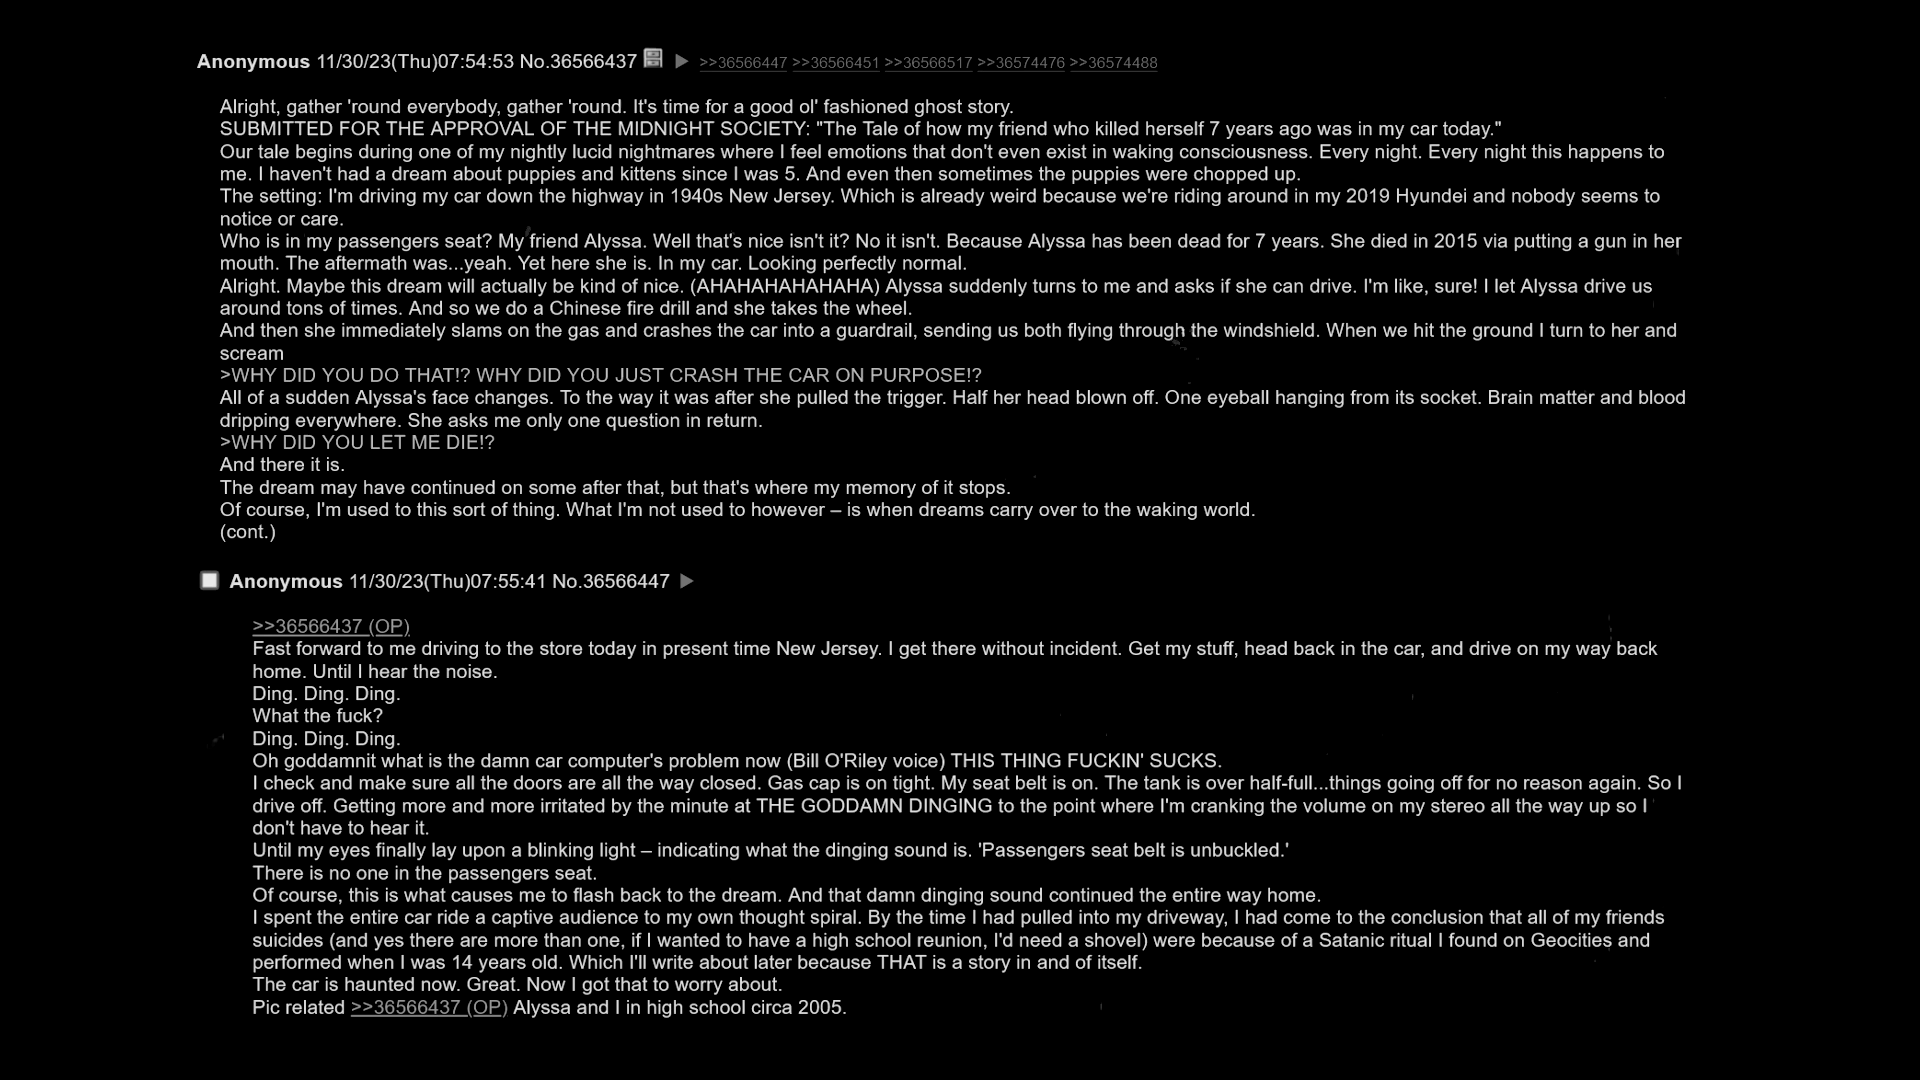 Anonymous 11/30/23(Thu)07:54:53 No.36566437 >>36566447 >>36566451 >>36566517 >>36574476 >>36574488
Alright, gather 'round everybody, gather 'round. It's time for a good ol' fashioned ghost story.
SUBMITTED FOR THE APPROVAL OF THE MIDNIGHT SOCIETY: "The Tale of how my friend who killed herself 7 years ago was in my car today."
Our tale begins during one of my nightly lucid nightmares where I feel emotions that don't even exist in waking consciousness. Every night. Every night this happens to
me. I haven't had a dream about puppies and kittens since I was 5. And even then sometimes the puppies were chopped up.
The setting: I'm driving my car down the highway in 1940s New Jersey. Which is already weird because we're riding around in my 2019 Hyundei and nobody seems to
notice or care.
Who is in my passengers seat? My friend Alyssa. Well that's nice isn't it? No it isn't. Because Alyssa has been dead for 7 years. She died in 2015 via putting a gun in her
mouth. The aftermath was...yeah. Yet here she is. In my car. Looking perfectly normal.
Alright. Maybe this dream will actually be kind of nice. (AHAHAHAHAHAHA) Alyssa suddenly turns to me and asks if she can drive. I'm like, sure! I let Alyssa drive us
around tons of times. And so we do a Chinese fire drill and she takes the wheel.
And then she immediately slams on the gas and crashes the car into a guardrail, sending us both flying through the windshield. When we hit the ground I turn to her and
scream
>WHY DID YOU DO THAT!? WHY DID YOU JUST CRASH THE CAR ON PURPOSE!?
All of a sudden Alyssa's face changes. To the way it was after she pulled the trigger. Half her head blown off. One eyeball hanging from its socket. Brain matter and blood
dripping everywhere. She asks me only one question in return.
>WHY DID YOU LET ME DIE!?
And there it is.
The dream may have continued on some after that, but that's where my memory of it stops.
Of course, I'm used to this sort of thing. What I'm not used to however – is when dreams carry over to the waking world.
(cont.)
Anonymous 11/30/23(Thu)07:55:41 No.36566447
>>36566437 (OP)
Fast forward to me driving to the store today in present time New Jersey. I get there without incident. Get my stuff, head back in the car, and drive on my way back
home. Until I hear the noise.
Ding. Ding. Ding.
What the fuck?
Ding. Ding. Ding.
Oh goddamnit what is the damn car computer's problem now (Bill O'Riley voice) THIS THING FUCKIN' SUCKS.
I check and make sure all the doors are all the way closed. Gas cap is on tight. My seat belt is on. The tank is over half-full...things going off for no reason again. So I
drive off. Getting more and more irritated by the minute at THE GODDAMN DINGING to the point where I'm cranking the volume on my stereo all the way up so I
don't have to hear it.
Until my eyes finally lay upon a blinking light – indicating what the dinging sound is. 'Passengers seat belt is unbuckled.'
There is no one in the passengers seat.
Of course, this is what causes me to flash back to the dream. And that damn dinging sound continued the entire way home.
I spent the entire car ride a captive audience to my own thought spiral. By the time I had pulled into my driveway, I had come to the conclusion that all of my friends
suicides (and yes there are more than one, if I wanted to have a high school reunion, I'd need a shovel) were because of a Satanic ritual I found on Geocities and
performed when I was 14 years old. Which I'll write about later because THAT is a story in and of itself.
The car is haunted now. Great. Now I got that to worry about.
Pic related >>36566437 (OP) Alyssa and I in high school circa 2005.